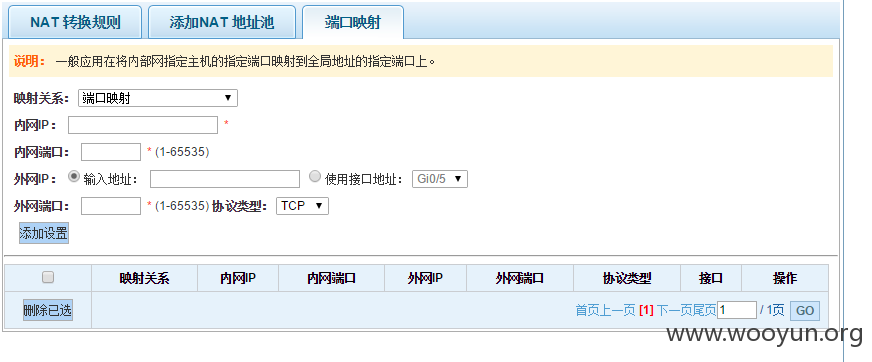 NAT 转换规则 添加NAT 地址池 端口映射
说明： 一般应用在将内部网指定主机的指定端口映射到全局地址的指定端口上。
映射关系： 端口映射
内网IP： *
内网端口： * (1-65535)
外网IP： 输入地址： 使用接口地址： Gi0/5
外网端口： * (1-65535) 协议类型： TCP
添加设置
映射关系 内网IP 内网端口 外网IP 外网端口 协议类型 接口 操作
删除已选 首页上一页 [1] 下一页尾页 1 / 1页 GO
www.wooyun.org